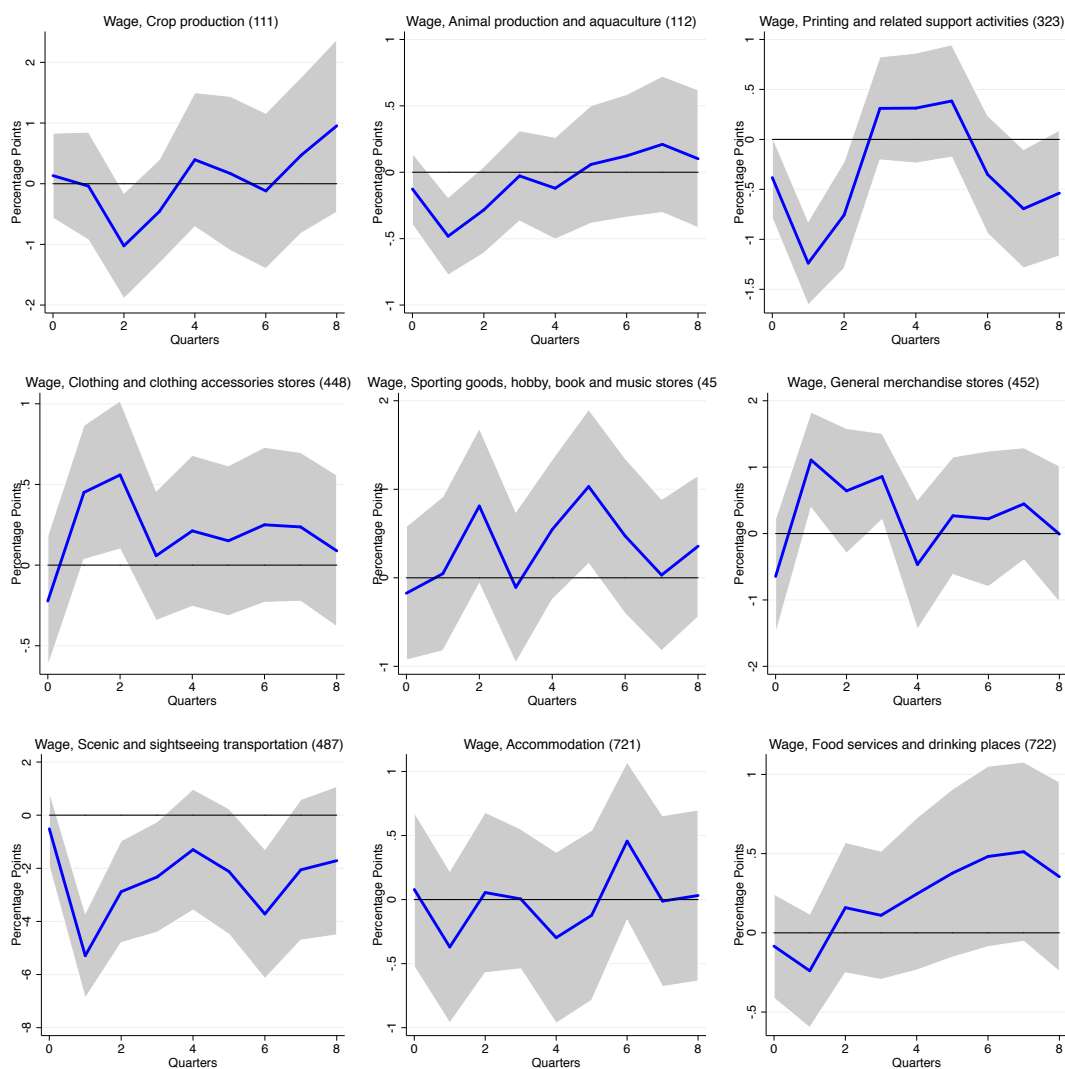 Wage, Crop production (111)
Percentage Points
2
1
0
-1
-2
0 2 4 6 8
Quarters
Wage, Animal production and aquaculture (112)
Percentage Points
1
.5
0
-.5
-1
0 2 4 6 8
Quarters
Wage, Printing and related support activities (323)
Percentage Points
1
.5
0
-.5
-1
-1.5
0 2 4 6 8
Quarters
Wage, Clothing and clothing accessories stores (448)
Percentage Points
1
.5
0
-.5
0 2 4 6 8
Quarters
Wage, Sporting goods, hobby, book and music stores (45
Percentage Points
2
1
0
-1
0 2 4 6 8
Quarters
Wage, General merchandise stores (452)
Percentage Points
2
1
0
-1
-2
0 2 4 6 8
Quarters
Wage, Scenic and sightseeing transportation (487)
Percentage Points
2
0
-2
-4
-6
-8
0 2 4 6 8
Quarters
Wage, Accommodation (721)
Percentage Points
1
.5
0
-.5
-1
0 2 4 6 8
Quarters
Wage, Food services and drinking places (722)
Percentage Points
1
.5
0
-.5
0 2 4 6 8
Quarters